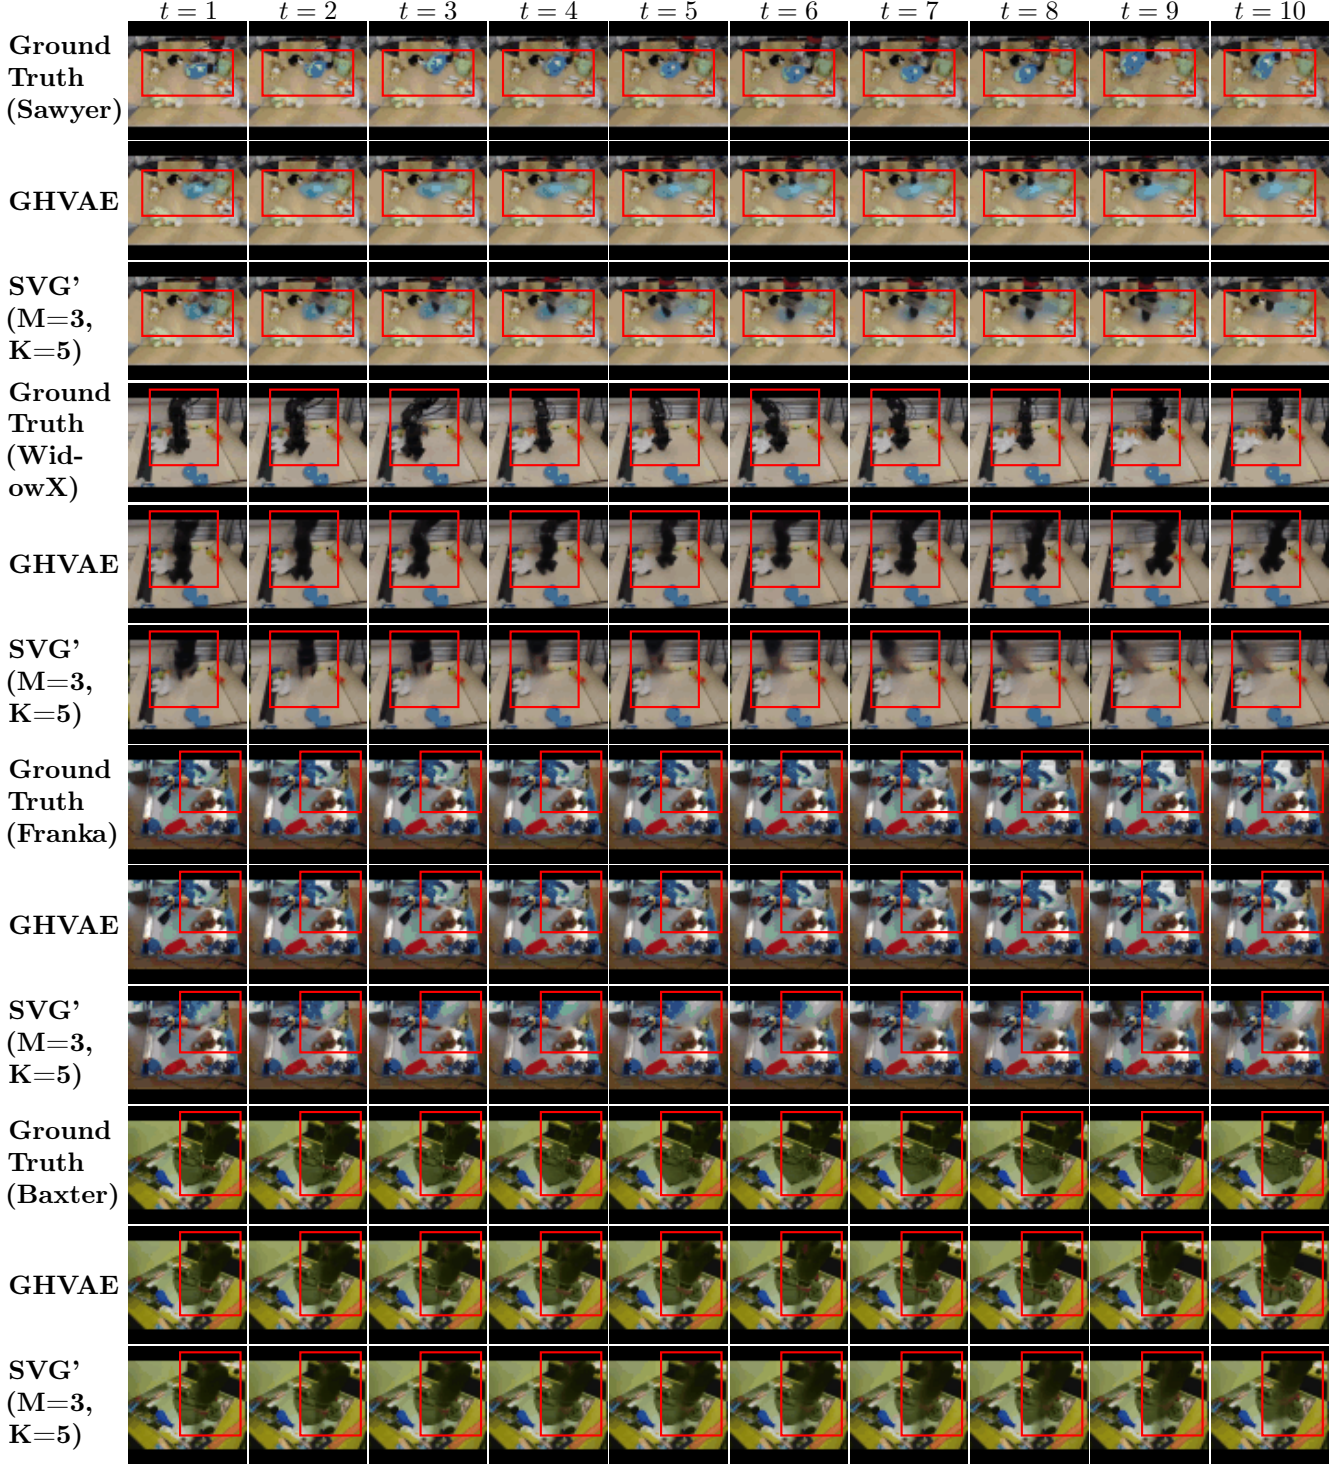 t = 1 t = 2 t = 3 t = 4 t = 5 t = 6 t = 7 t = 8 t = 9 t = 10
Ground
Truth
(Sawyer)
GHVAE
SVG'
(M=3,
K=5)
Ground
Truth
(Wid-
owX)
GHVAE
SVG'
(M=3,
K=5)
Ground
Truth
(Franka)
GHVAE
SVG'
(M=3,
K=5)
Ground
Truth
(Baxter)
GHVAE
SVG'
(M=3,
K=5)